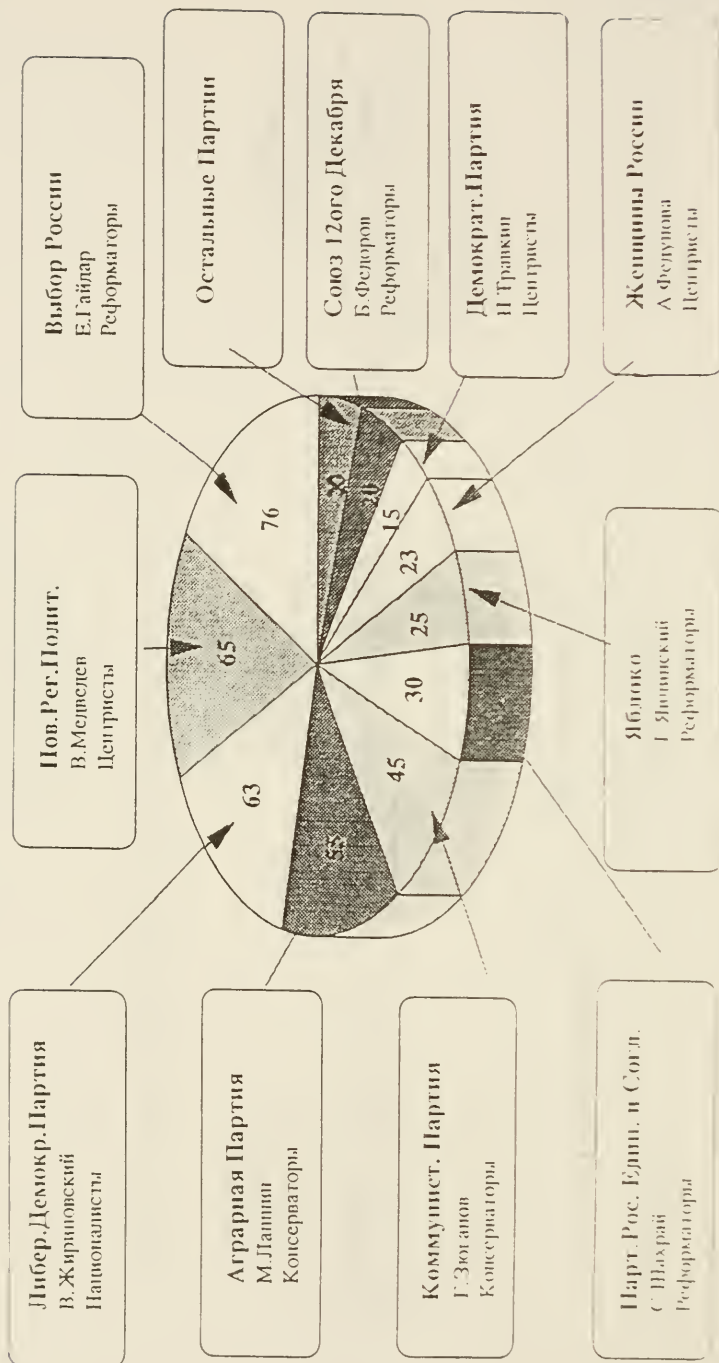 Либер.Демокр.Партия
В.Жириновский
Националисты
Нов.Рег.Полит.
В.Медведев
Центристы
Выбор России
Е.Гайдар
Реформаторы
Аграрная Партия
М.Лапшин
Консерваторы
Остальные Партии
Коммунист. Партия
Г.Зюганов
Консерваторы
Союз 12ого Декабря
Б.Федоров
Реформаторы
Демократ.Партия
Н Травкин
Центристы
Парт.Рос. Един. и Согл.
С Шахрай
Реформаторы
Яблоко
Г Явлинский
Реформаторы
Женщины России
А Федулова
Центристы
63
65
76
55
45
30
25
23
15
20
30